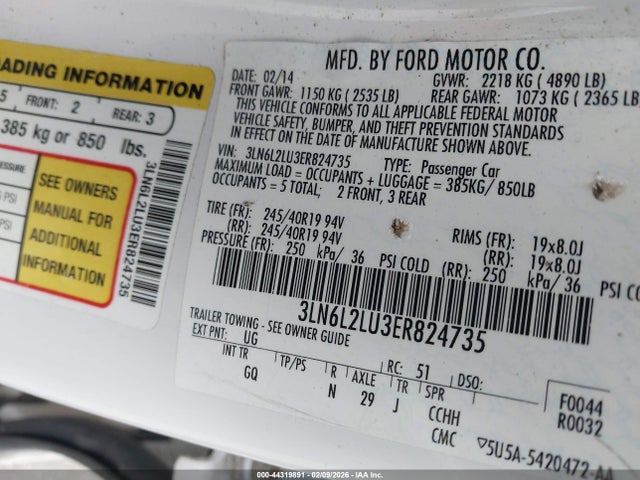 ADING INFORMATION
5 FRONT: 2 REAR: 3
385 kg or 850 lbs.
SEE OWNERS
MANUAL FOR
ADDITIONAL
INFORMATION
PSI
PSI
3LN6L2LU3ER824735
MFD. BY FORD MOTOR CO.
DATE: 02/14 GVWR: 2218 KG ( 4890 LB)
FRONT GAWR: 1150 KG ( 2535 LB) REAR GAWR: 1073 KG ( 2365 LB)
THIS VEHICLE CONFORMS TO ALL APPLICABLE FEDERAL MOTOR
VEHICLE SAFETY, BUMPER, AND THEFT PREVENTION STANDARDS
IN EFFECT ON THE DATE OF MANUFACTURE SHOWN ABOVE.
VIN: 3LN6L2LU3ER824735 TYPE: Passenger Car
MAXIMUM LOAD = OCCUPANTS + LUGGAGE = 385KG/ 850LB
OCCUPANTS = 5 TOTAL; 2 FRONT, 3 REAR
TIRE (FR): 245/40R19 94V RIMS (FR): 19x8.0J
(RR): 245/40R19 94V (RR): 19x8.0J
PRESSURE (FR): 250 kPa/ 36 PSI COLD (RR): 250 kPa/ 36 PSI CO
3LN6L2LU3ER824735
TRAILER TOWING - SEE OWNER GUIDE
EXT PNT: UG RC: 51 DSO:
INT TR TP/PS R AXLE TR SPR F0044
GQ N 29 J CCHH R0032
CMC 5U5A-5420472-AA
000-44319891 - 02/09/2026 - IAAI.COM